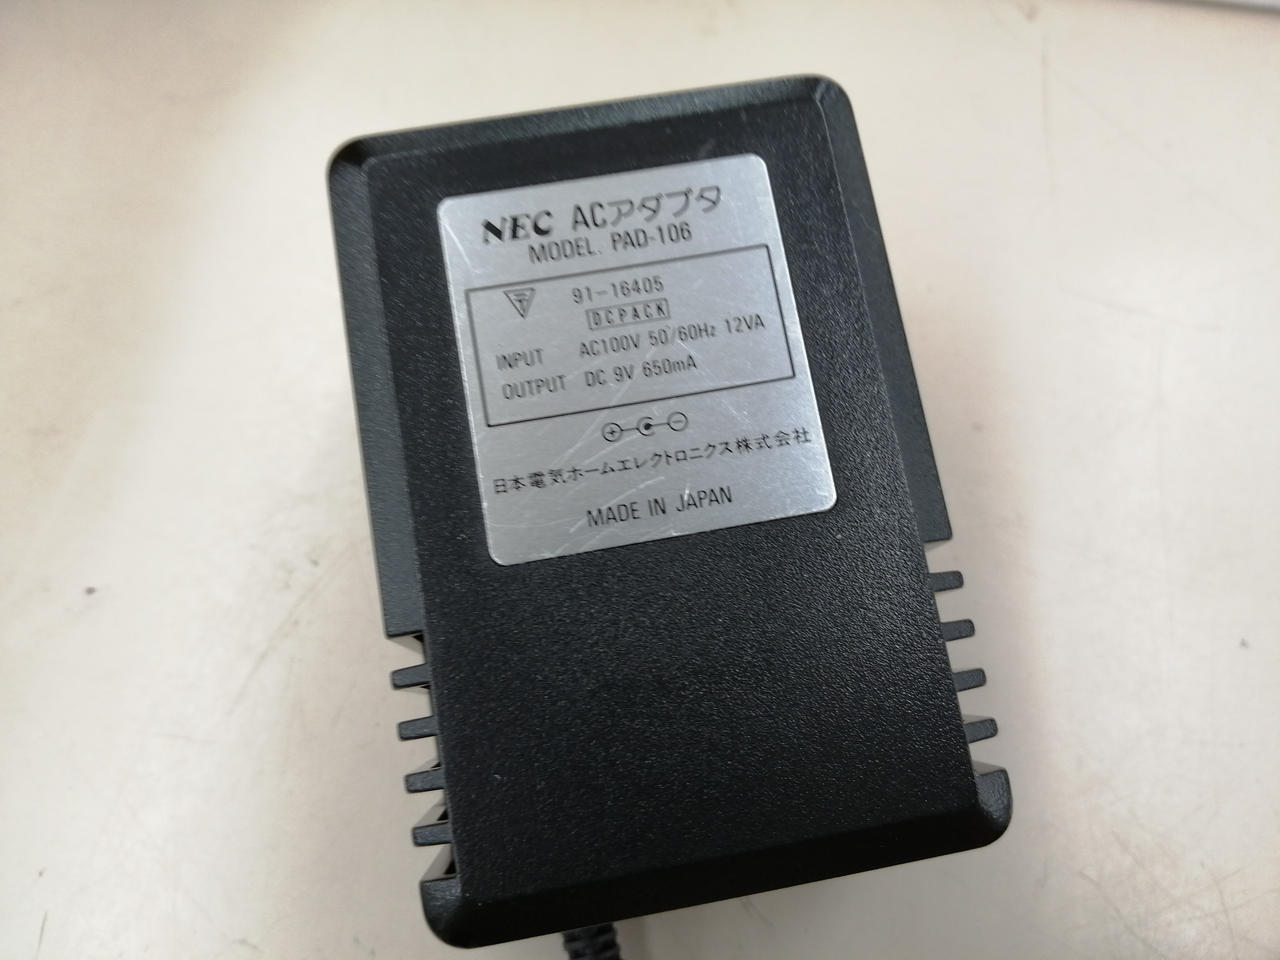 NEC ACアダプタ
MODEL. PAD-106
91-16405
DCPACK
INPUT AC100V 50/60Hz 12VA
OUTPUT DC 9V 650mA
日本電気ホームエレクトロニクス株式会社
MADE IN JAPAN